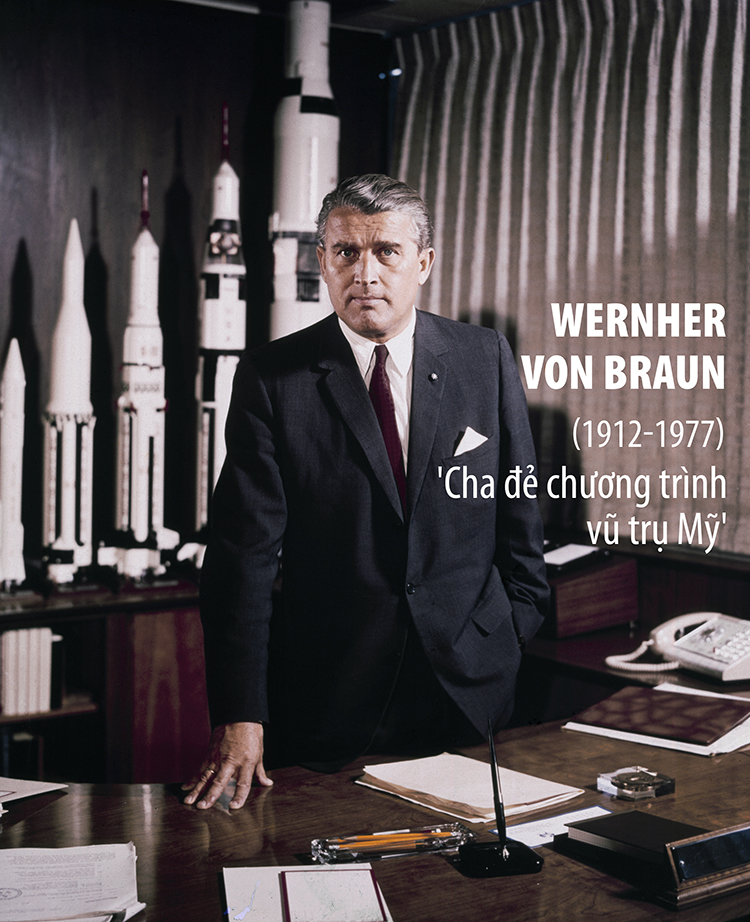 WERNHER
VON BRAUN
(1912-1977)
'Cha đẻ chương trình
vũ trụ Mỹ'